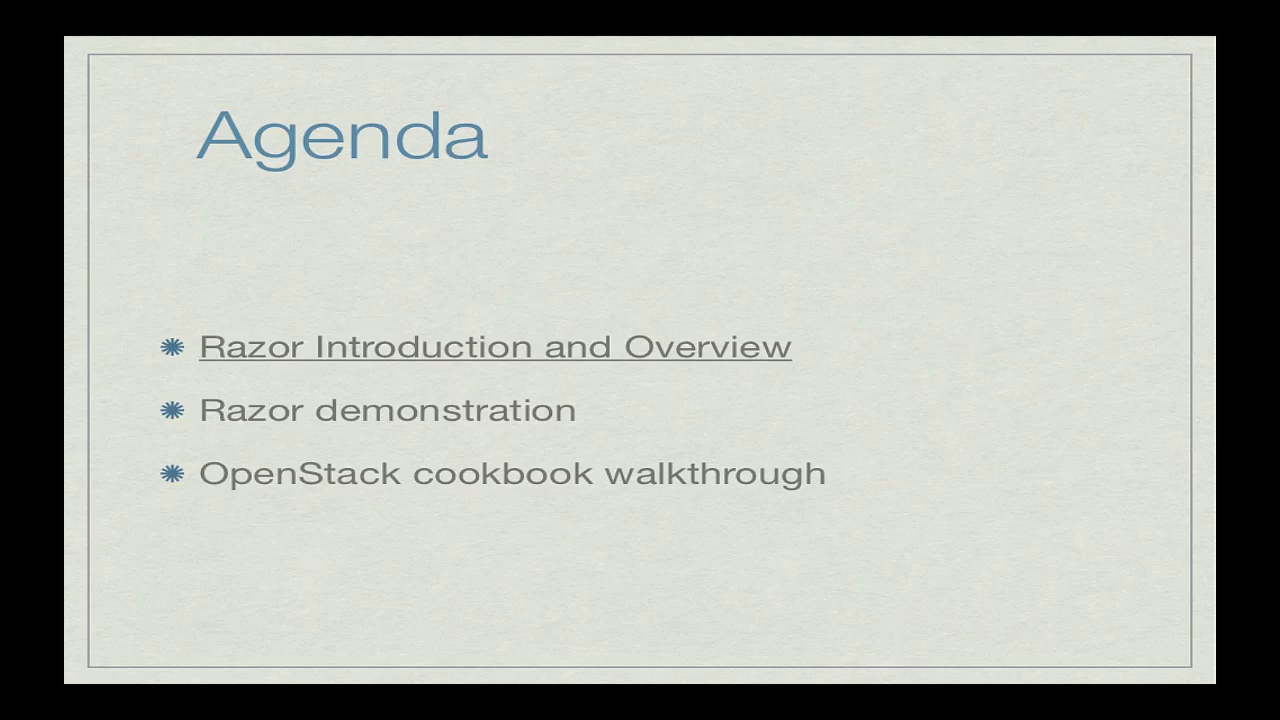 Agenda
Razor Introduction and Overview
Razor demonstration
OpenStack cookbook walkthrough